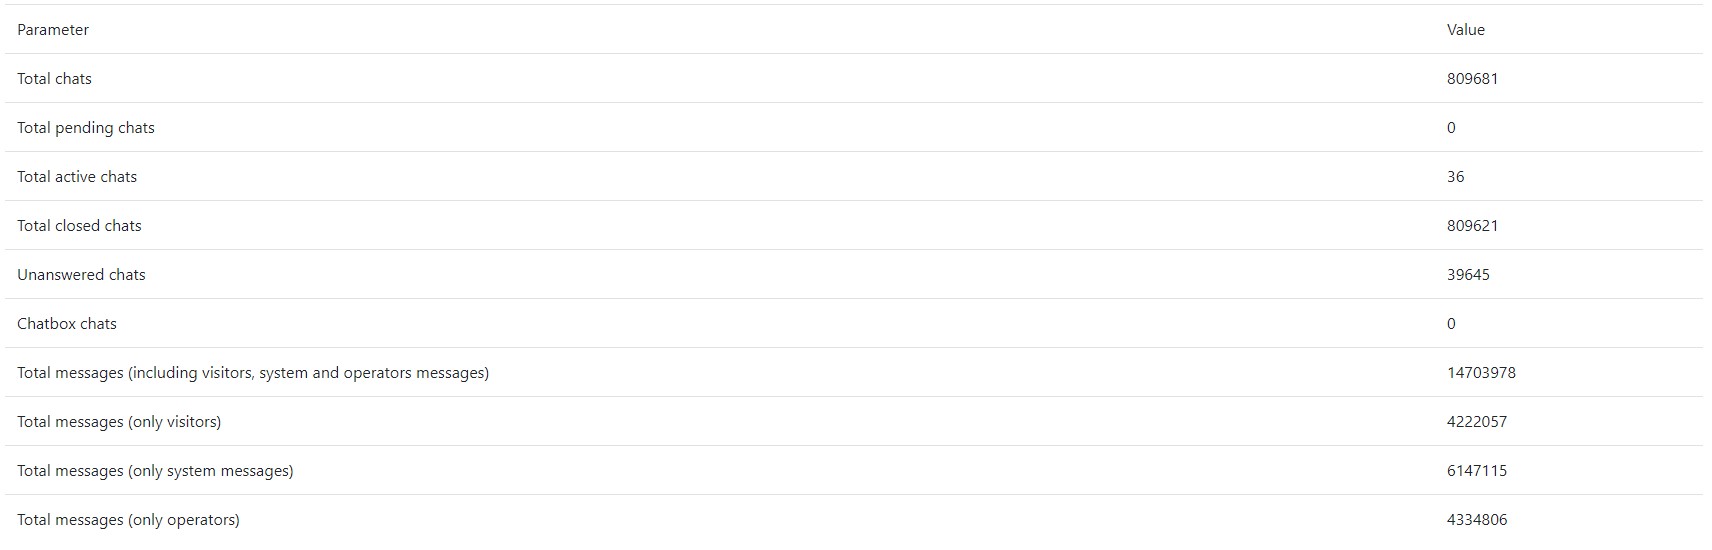 Parameter Value
Total chats 809681
Total pending chats 0
Total active chats 36
Total closed chats 809621
Unanswered chats 39645
Chatbox chats 0
Total messages (including visitors, system and operators messages) 14703978
Total messages (only visitors) 4222057
Total messages (only system messages) 6147115
Total messages (only operators) 4334806